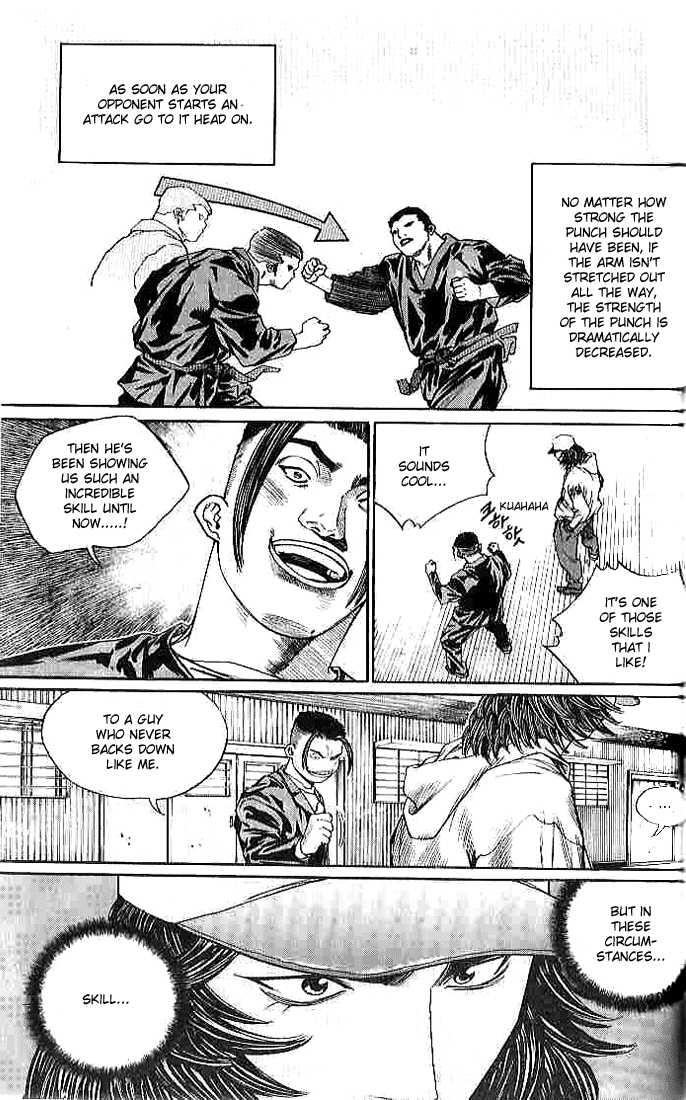 AS SOON AS YOUR
OPPONENT STARTS AN
ATTACK GO TO IT HEAD ON.
NO MATTER HOW
STRONG THE
PUNCH SHOULD
HAVE BEEN, IF
THE ARM ISN'T
STRETCHED OUT
ALL THE WAY,
THE STRENGTH
OF THE PUNCH IS
DRAMATICALLY
DECREASED.
THEN HE'S
BEEN SHOWING
US SUCH AN
INCREDIBLE
SKILL UNTIL
NOW.....!
IT
SOUNDS
COOL...
KUAHAHA
IT'S ONE
OF THOSE
SKILLS
THAT I
LIKE!
TO A GUY
WHO NEVER
BACKS DOWN
LIKE ME.
...
SKILL...
BUT IN
THESE
CIRCUM-
STANCES...